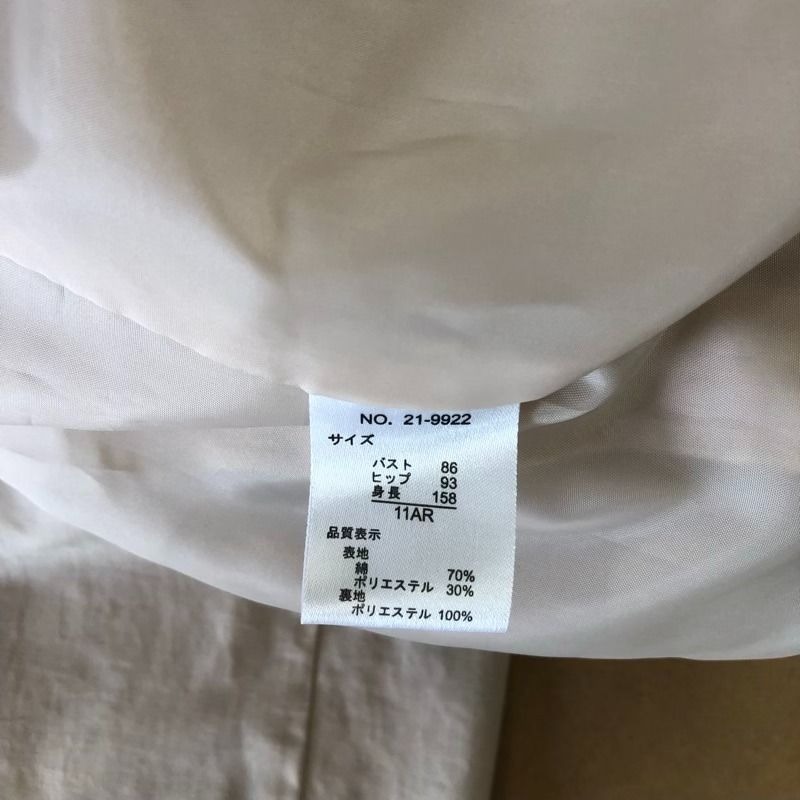 NO. 21-9922
サイズ
バスト 86
ヒップ 93
身長 158
11AR
品質表示
表地
綿 70%
ポリエステル 30%
裏地
ポリエステル 100%